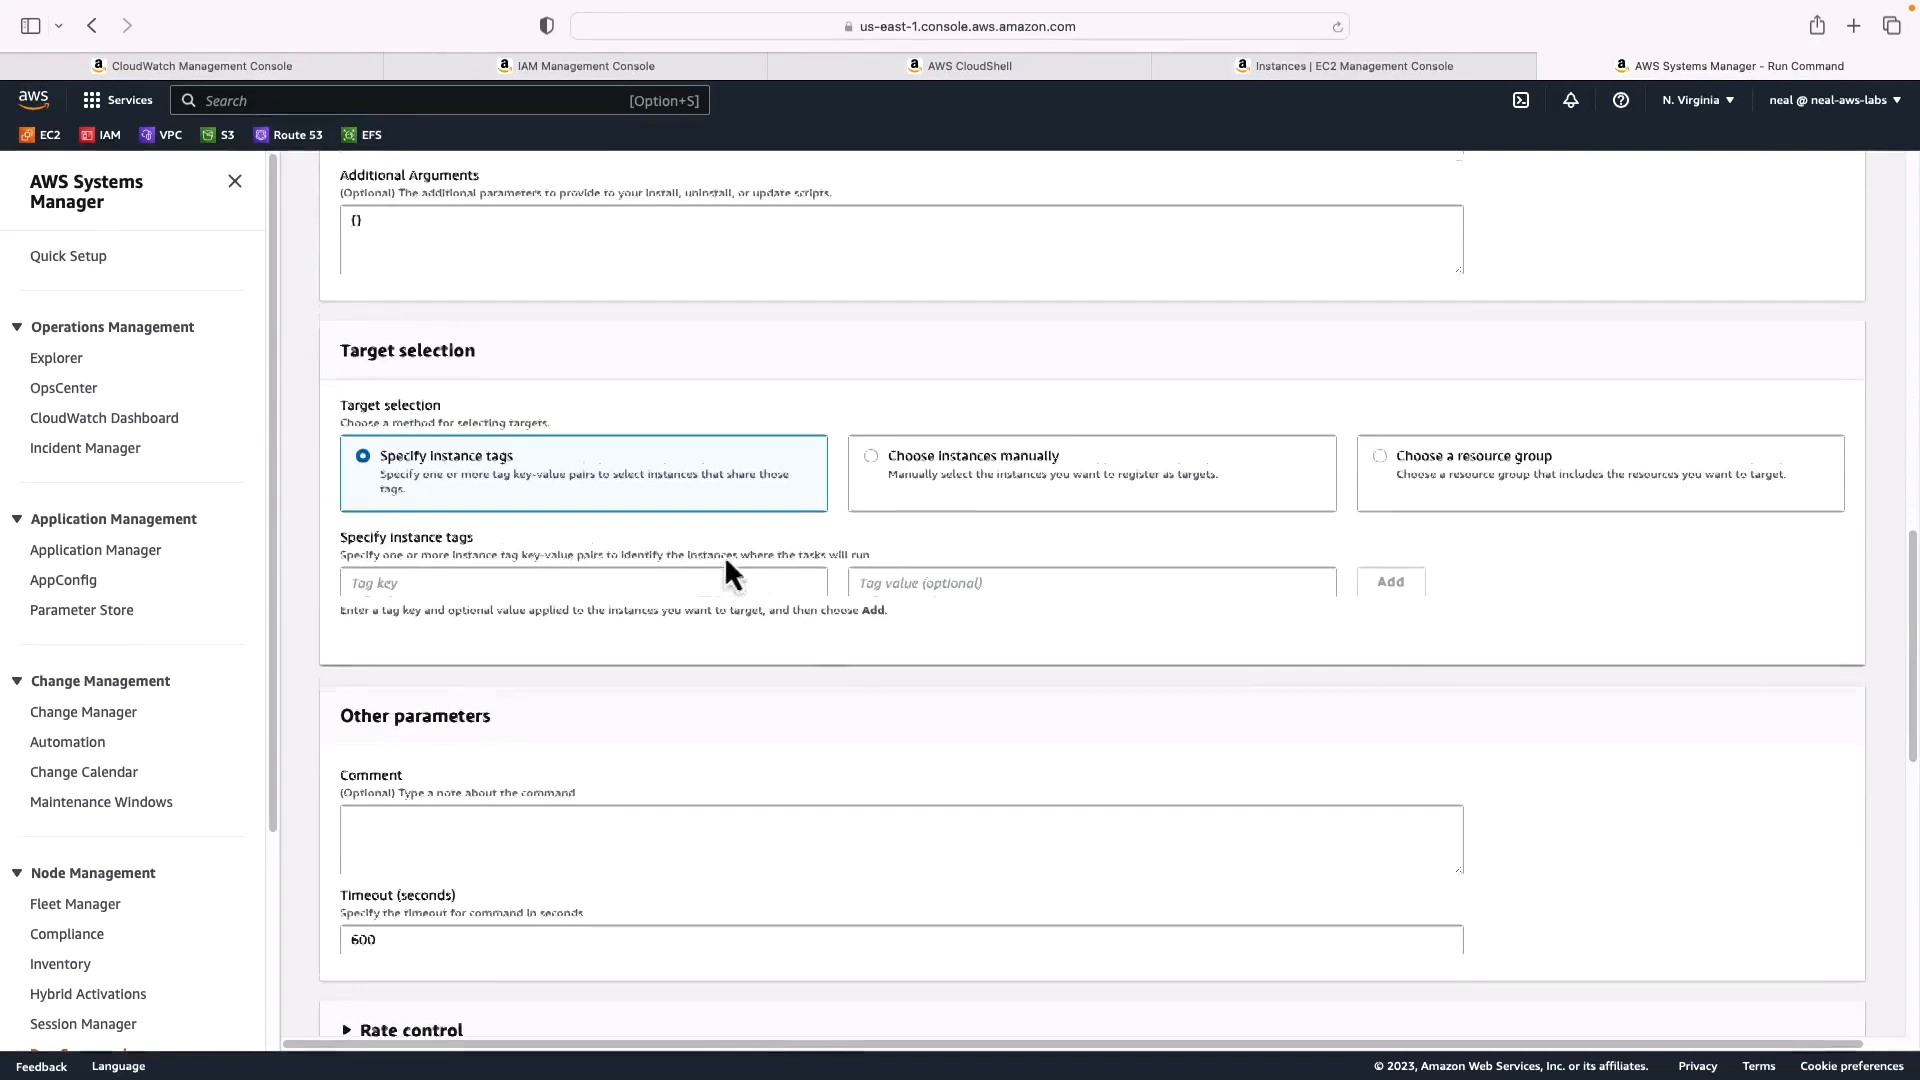 us-east-1.console.aws.amazon.com
CloudWatch Management Console
IAM Management Console
AWS CloudShell
Instances | EC2 Management Console
AWS Systems Manager - Run Command
aws
Services
Search
[Option+S]
N. Virginia
neal @ neal-aws-labs
EC2
IAM
VPC
S3
Route 53
EFS
AWS Systems
Manager
Quick Setup
Operations Management
Explorer
OpsCenter
CloudWatch Dashboard
Incident Manager
Application Management
Application Manager
AppConfig
Parameter Store
Change Management
Change Manager
Automation
Change Calendar
Maintenance Windows
Node Management
Fleet Manager
Compliance
Inventory
Hybrid Activations
Session Manager
Additional Arguments
(Optional) The additional parameters to provide to your install, uninstall, or update scripts.
{}
Target selection
Target selection
Choose a method for selecting targets.
Specify instance tags
Specify one or more tag key-value pairs to select instances that share those
tags.
Choose instances manually
Manually select the instances you want to register as targets.
Choose a resource group
Choose a resource group that includes the resources you want to target.
Specify instance tags
Specify one or more instance tag key-value pairs to identify the instances where the tasks will run
Tag key
Tag value (optional)
Add
Enter a tag key and optional value applied to the instances you want to target, and then choose Add.
Other parameters
Comment
(Optional) Type a note about the command
Timeout (seconds)
Specify the timeout for command in seconds
600
Rate control
Feedback
Language
© 2023, Amazon Web Services, Inc. or its affiliates.
Privacy
Terms
Cookie preferences